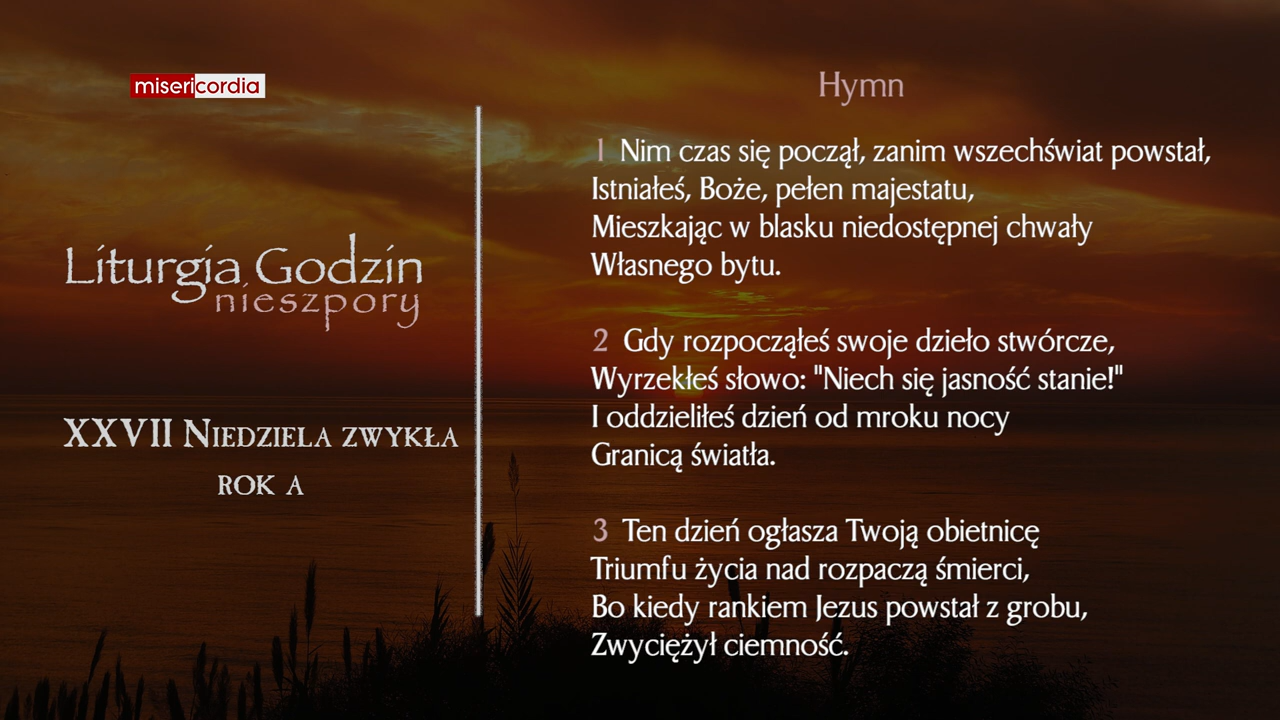 misericordia
Liturgia Godzin
nieszpory
XXVII Niedziela zwykła
rok A
Hymn
1 Nim czas się począł, zanim wszechświat powstał,
Istniałeś, Boże, pełen majestatu,
Mieszkając w blasku niedostępnej chwały
Własnego bytu.
2 Gdy rozpocząłeś swoje dzieło stwórcze,
Wyrzekłeś słowo: "Niech się jasność stanie!"
I oddzieliłeś dzień od mroku nocy
Granicą światła.
3 Ten dzień ogłasza Twoją obietnicę
Triumfu życia nad rozpaczą śmierci,
Bo kiedy rankiem Jezus powstał z grobu,
Zwyciężył ciemność.